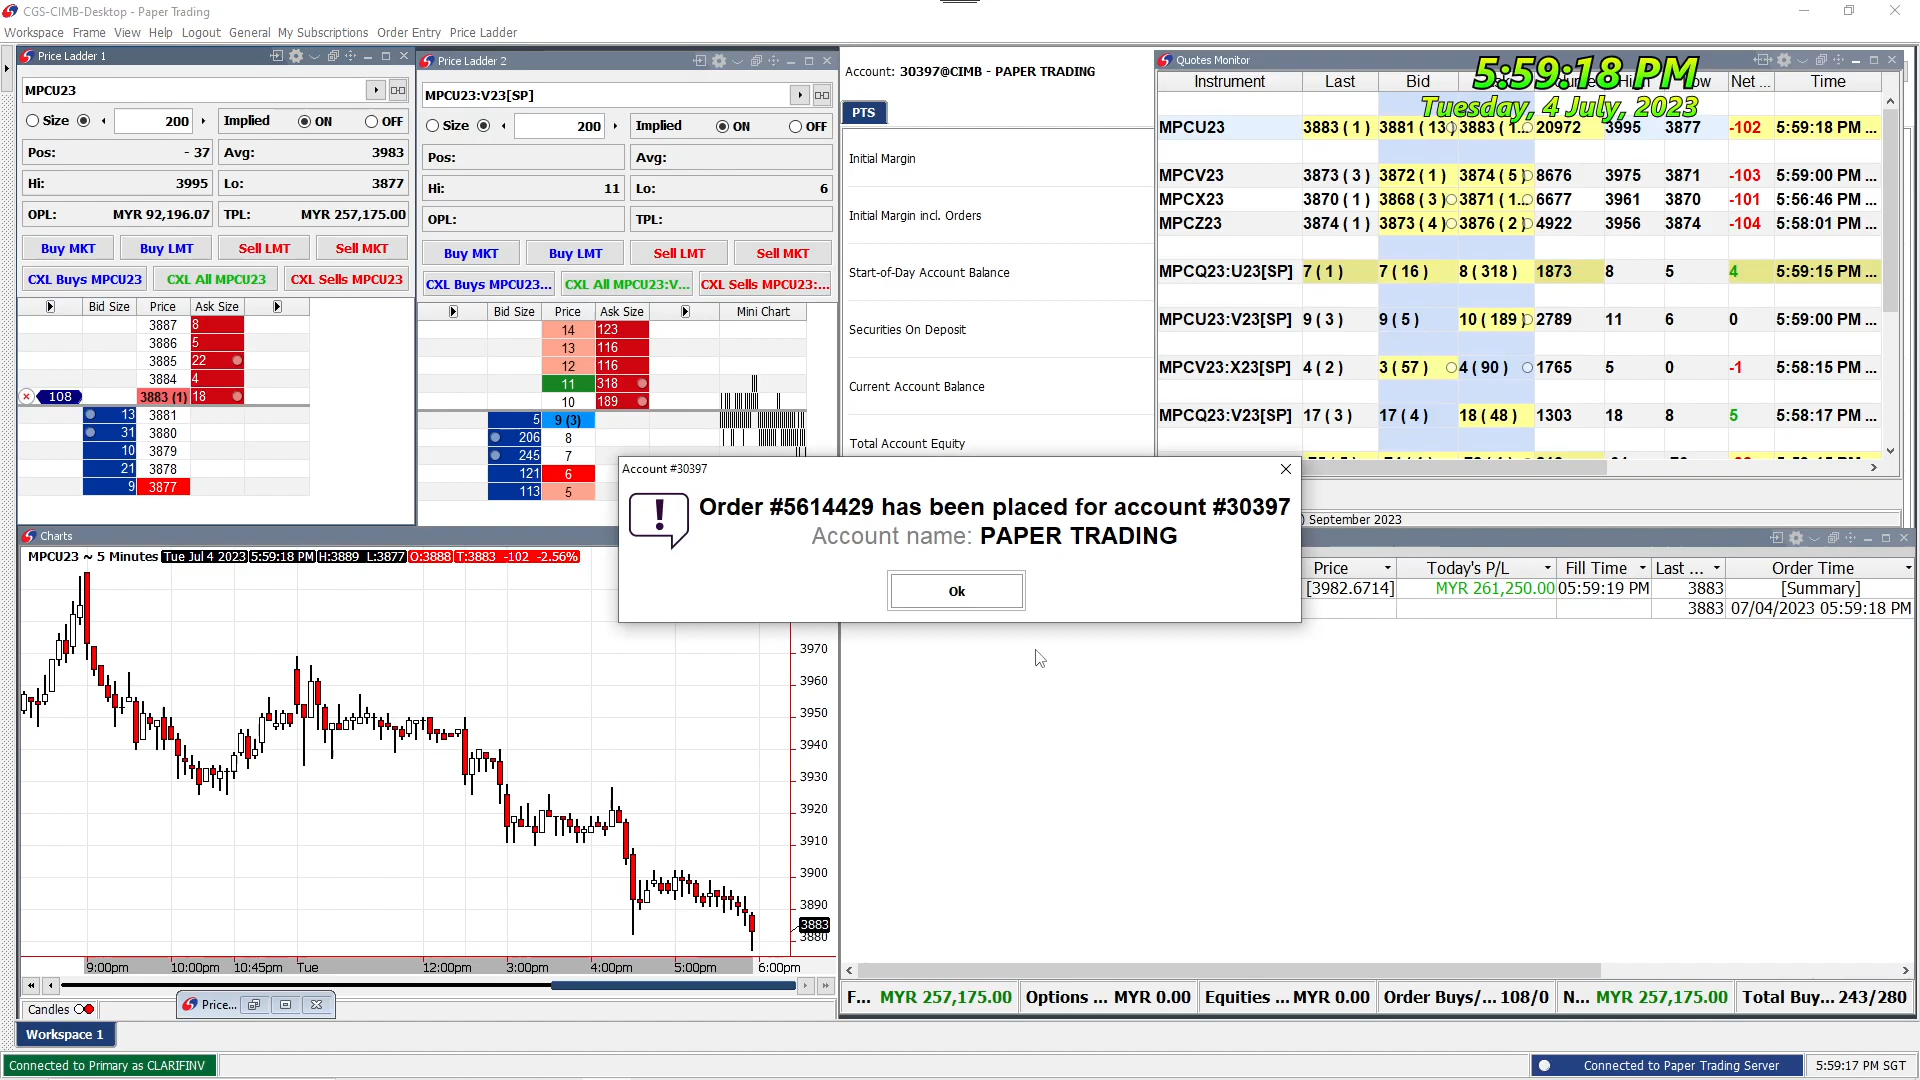 CGS-CIMB-Desktop - Paper Trading
Workspace Frame View Help Logout General My Subscriptions Order Entry Price Ladder
Price Ladder 1
MPCU23
Size 200 Implied ON OFF
Pos: - 37 Avg: 3983
Hi: 3995 Lo: 3877
OPL: MYR 92,196.07 TPL: MYR 257,175.00
Buy MKT Buy LMT Sell LMT Sell MKT
CXL Buys MPCU23 CXL All MPCU23 CXL Sells MPCU23
Bid Size Price Ask Size
3887 8
3886 5
3885 22
3884 4
108 3883 (1) 18
13 3881
31 3880
10 3879
21 3878
9 3877
Price Ladder 2
MPCU23:V23[SP]
Size 200 Implied ON OFF
Pos: Avg:
Hi: 11 Lo: 6
OPL: TPL:
Buy MKT Buy LMT Sell LMT Sell MKT
CXL Buys MPCU23... CXL All MPCU23:V... CXL Sells MPCU23:...
Bid Size Price Ask Size Mini Chart
14 123
13 116
12 116
11 318
10 189
5 9 (3)
206 8
245 7
121 6
113 5
Account: 30397@CIMB - PAPER TRADING
PTS
Initial Margin
Initial Margin incl. Orders
Start-of-Day Account Balance
Securities On Deposit
Current Account Balance
Total Account Equity
Quotes Monitor
5:59:18 PM
Tuesday, 4 July, 2023
Instrument Last Bid Net ... Time
MPCU23 3883 ( 1 ) 3881 ( 13 3883 ( 1... 20972 3995 3877 -102 5:59:18 PM ...
MPCV23 3873 ( 3 ) 3872 ( 1 ) 3874 ( 5 ) 8676 3975 3871 -103 5:59:00 PM ...
MPCX23 3870 ( 1 ) 3868 ( 3 ) 3871 ( 1... 6677 3961 3870 -101 5:56:46 PM ...
MPCZ23 3874 ( 1 ) 3873 ( 4 ) 3876 ( 2 ) 4922 3956 3874 -104 5:58:01 PM ...
MPCQ23:U23[SP] 7 ( 1 ) 7 ( 16 ) 8 ( 318 ) 1873 8 5 4 5:59:15 PM ...
MPCU23:V23[SP] 9 ( 3 ) 9 ( 5 ) 10 ( 189 ) 2789 11 6 0 5:59:00 PM ...
MPCV23:X23[SP] 4 ( 2 ) 3 ( 57 ) 4 ( 90 ) 1765 5 0 -1 5:58:15 PM ...
MPCQ23:V23[SP] 17 ( 3 ) 17 ( 4 ) 18 ( 48 ) 1303 18 8 5 5:58:17 PM ...
) September 2023
Account #30397
Order #5614429 has been placed for account #30397
Account name: PAPER TRADING
Ok
Price Today's P/L Fill Time Last ... Order Time
[3982.6714] MYR 261,250.00 05:59:19 PM 3883 [Summary]
3883 07/04/2023 05:59:18 PM
Charts
MPCU23 ~ 5 Minutes Tue Jul 4 2023 5:59:18 PM H:3889 L:3877 O:3888 T:3883 -102 -2.56%
3970
3960
3950
3940
3930
3920
3910
3900
3890
3883
3880
9:00pm 10:00pm 10:45pm Tue 12:00pm 3:00pm 4:00pm 5:00pm 6:00pm
Candles
Price...
F... MYR 257,175.00 Options ... MYR 0.00 Equities ... MYR 0.00 Order Buys/... 108/0 N... MYR 257,175.00 Total Buy... 243/280
Workspace 1
Connected to Primary as CLARIFINV
Connected to Paper Trading Server 5:59:17 PM SGT